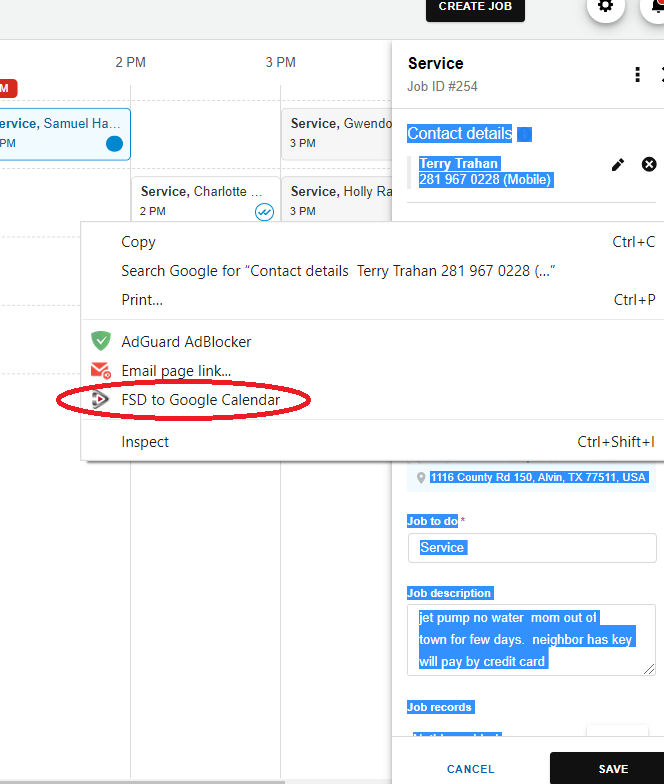 CREATE JOB
2 PM
3 PM
M
ervice, Samuel Ha...
PM
Service, Gwendo
3 PM
Service, Charlotte ...
2 PM
Service, Holly Ra
3 PM
Service
Job ID #254
Contact details
Terry Trahan
281 967 0228 (Mobile)
Copy Ctrl+C
Search Google for “Contact details Terry Trahan 281 967 0228 (...”
Print... Ctrl+P
AdGuard AdBlocker
Email page link...
FSD to Google Calendar
Inspect Ctrl+Shift+I
1116 County Rd 150, Alvin, TX 77511, USA
Job to do *
Service
Job description
jet pump no water mom out of
town for few days. neighbor has key
will pay by credit card
Job records
CANCEL
SAVE